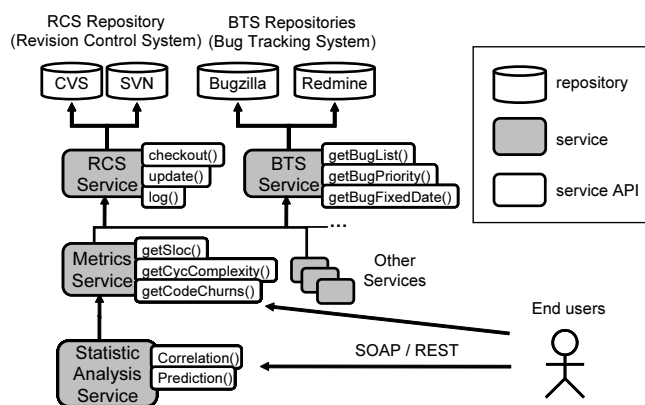 RCS Repository
(Revision Control System)
BTS Repositories
(Bug Tracking System)
CVS
SVN
Bugzilla
Redmine
repository
service
service API
RCS
Service
checkout()
update()
log()
BTS
Service
getBugList()
getBugPriority()
getBugFixedDate()
...
Metrics
Service
getSloc()
getCycComplexity()
getCodeChurns()
Other
Services
End users
SOAP / REST
Statistic
Analysis
Service
Correlation()
Prediction()